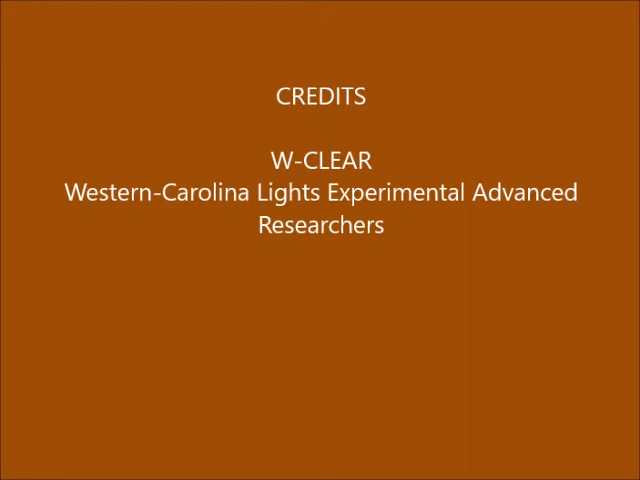 CREDITS
W-CLEAR
Western-Carolina Lights Experimental Advanced
Researchers